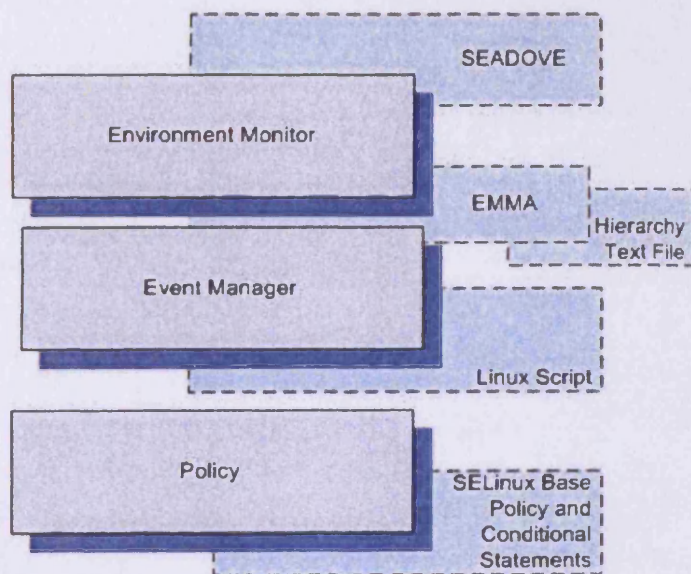 SEADOVE
Environment Monitor
EMMA
Hierarchy
Text File
Event Manager
Linux Script
Policy
SELinux Base
Policy and
Conditional
Statements